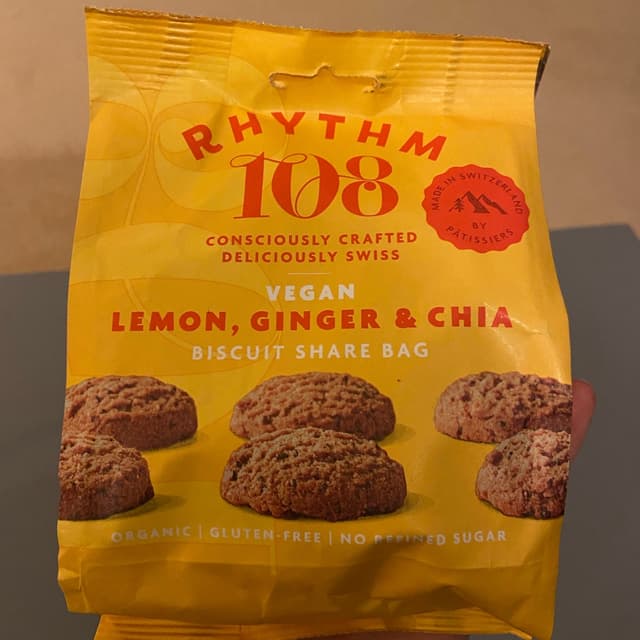 RHYTHM
108
MADE IN SWITZERLAND
BY
PÂTISSIERS
CONSCIOUSLY CRAFTED
DELICIOUSLY SWISS
VEGAN
LEMON, GINGER & CHIA
BISCUIT SHARE BAG
ORGANIC | GLUTEN-FREE | NO REFINED SUGAR